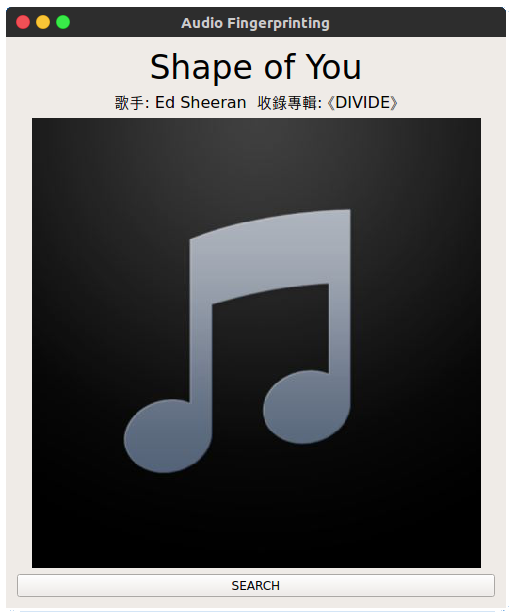 Audio Fingerprinting
Shape of You
歌手: Ed Sheeran  收錄專輯:《DIVIDE》
SEARCH